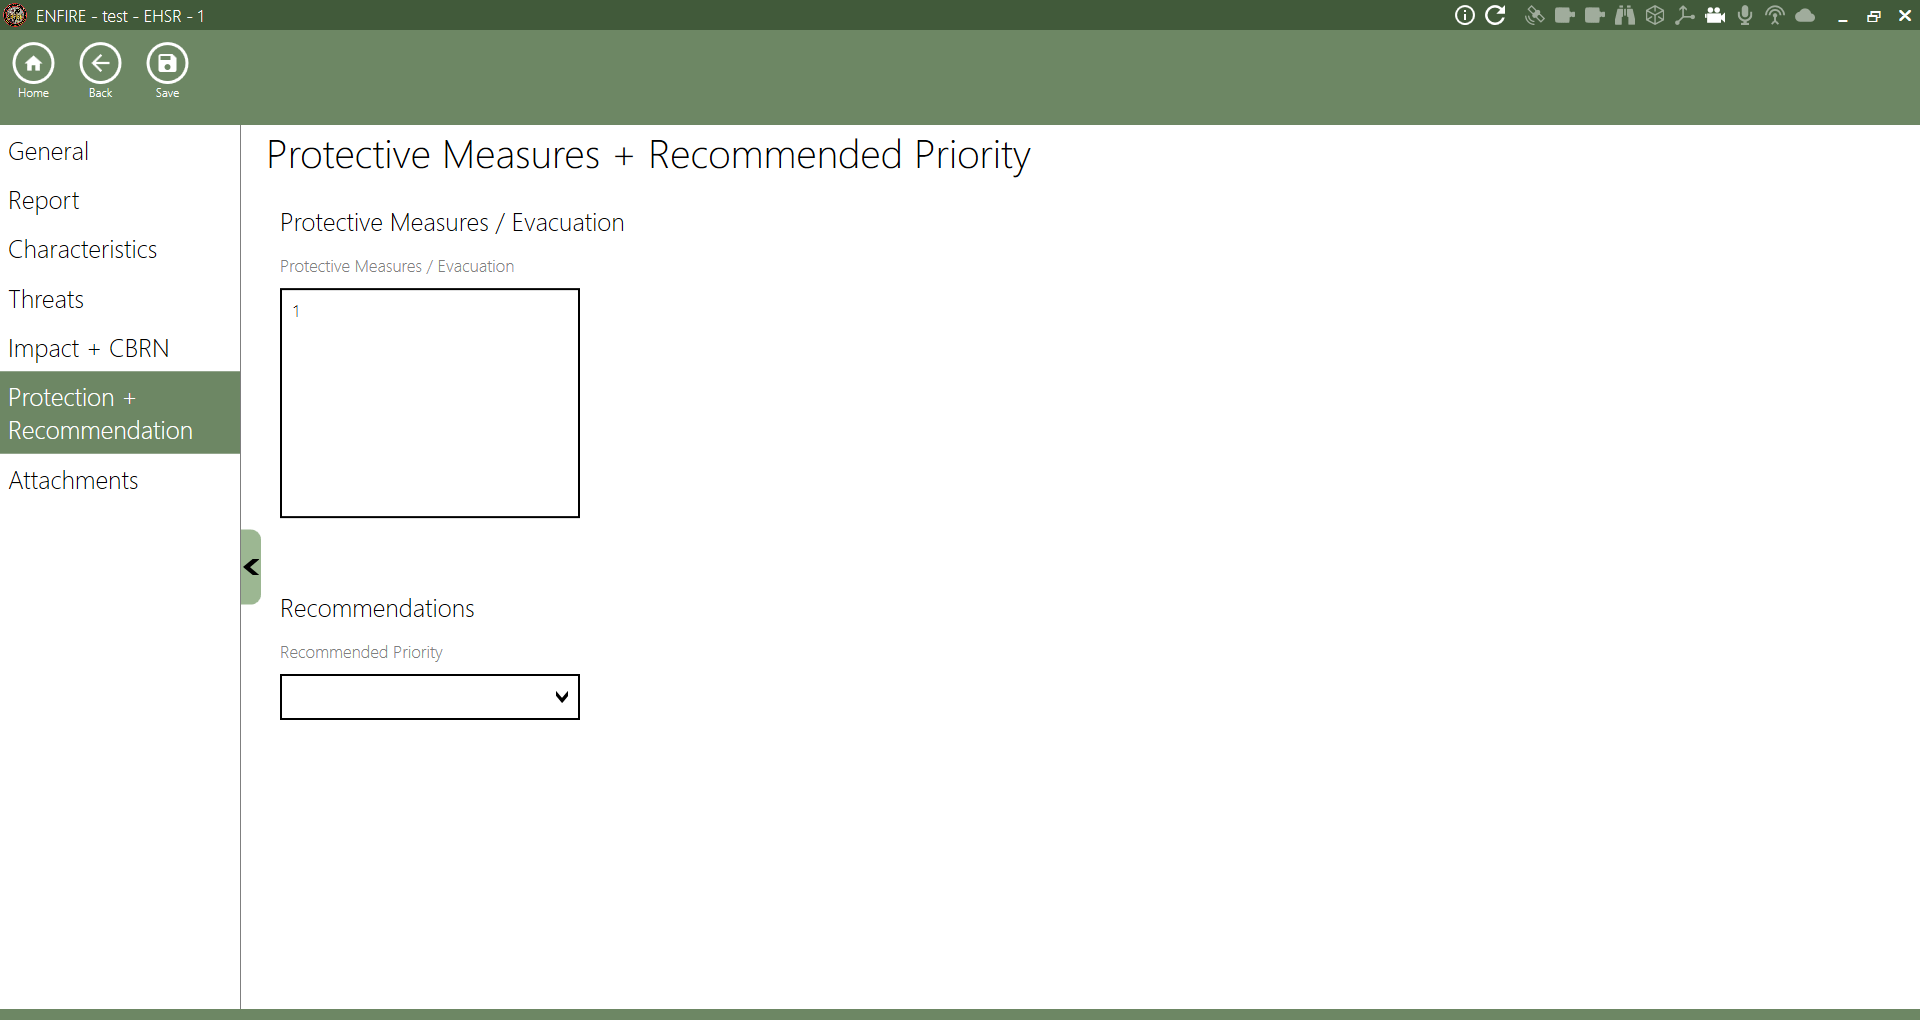 ENFIRE - test - EHSR - 1
Home
Back
Save
General
Report
Characteristics
Threats
Impact + CBRN
Protection +
Recommendation
Attachments
Protective Measures + Recommended Priority
Protective Measures / Evacuation
Protective Measures / Evacuation
1
Recommendations
Recommended Priority